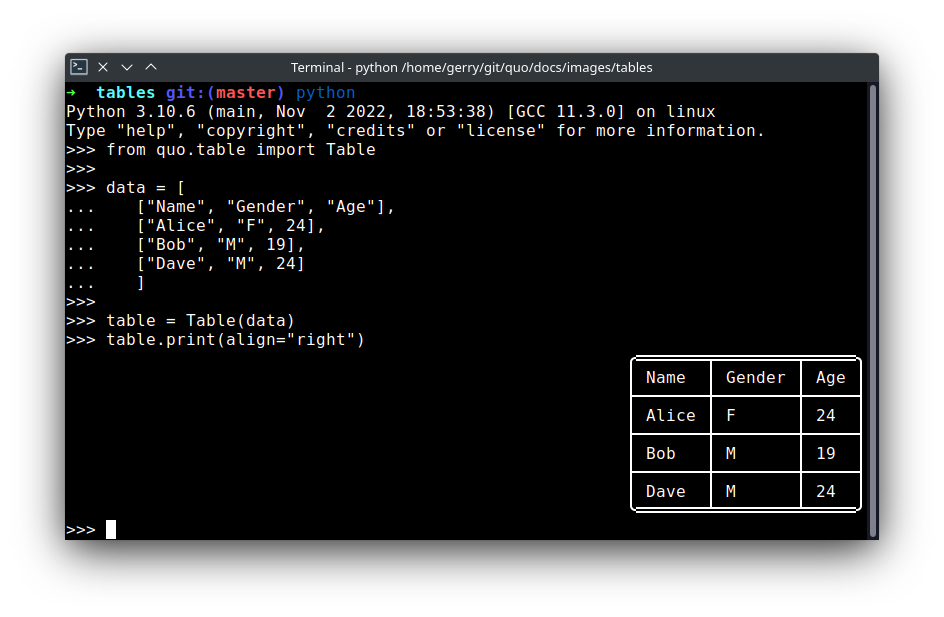 Terminal - python /home/gerry/git/quo/docs/images/tables
➜  tables git:(master) python
Python 3.10.6 (main, Nov  2 2022, 18:53:38) [GCC 11.3.0] on linux
Type "help", "copyright", "credits" or "license" for more information.
>>> from quo.table import Table
>>>
>>> data = [
...    ["Name", "Gender", "Age"],
...    ["Alice", "F", 24],
...    ["Bob", "M", 19],
...    ["Dave", "M", 24]
...    ]
>>>
>>> table = Table(data)
>>> table.print(align="right")
Name Gender Age
Alice F 24
Bob M 19
Dave M 24
>>>